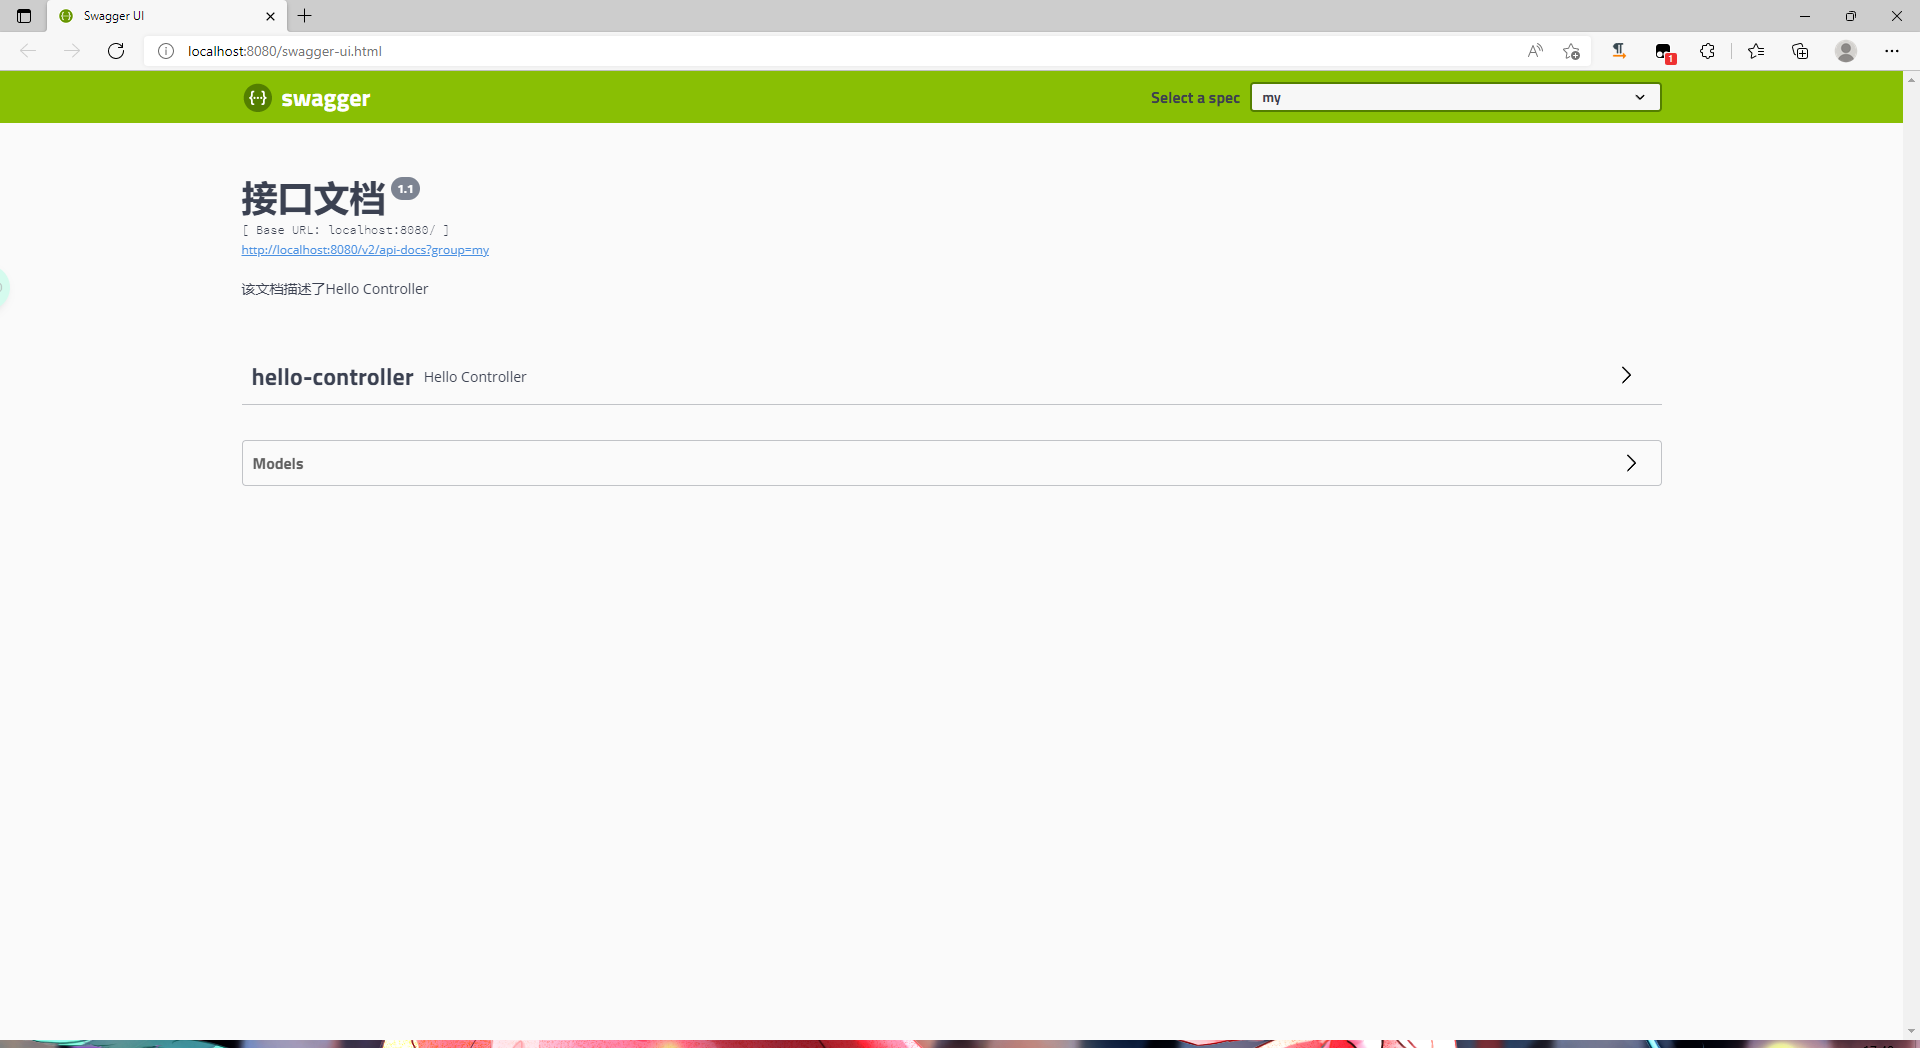 Swagger UI
localhost:8080/swagger-ui.html
1
{···} swagger
Select a spec
my
接口文档 1.1
[ Base URL: localhost:8080/ ]
http://localhost:8080/v2/api-docs?group=my
该文档描述了Hello Controller
hello-controller Hello Controller
Models